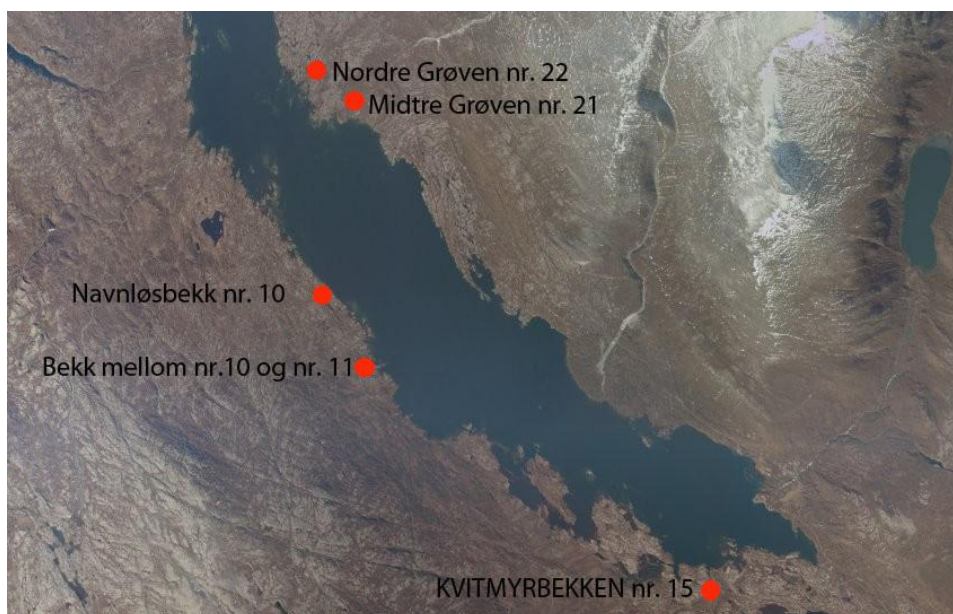 Nordre Grøven nr. 22
Midtre Grøven nr. 21
Navnløsbekk nr. 10
Bekk mellom nr.10 og nr. 11
KVITMYRBEKKEN nr. 15